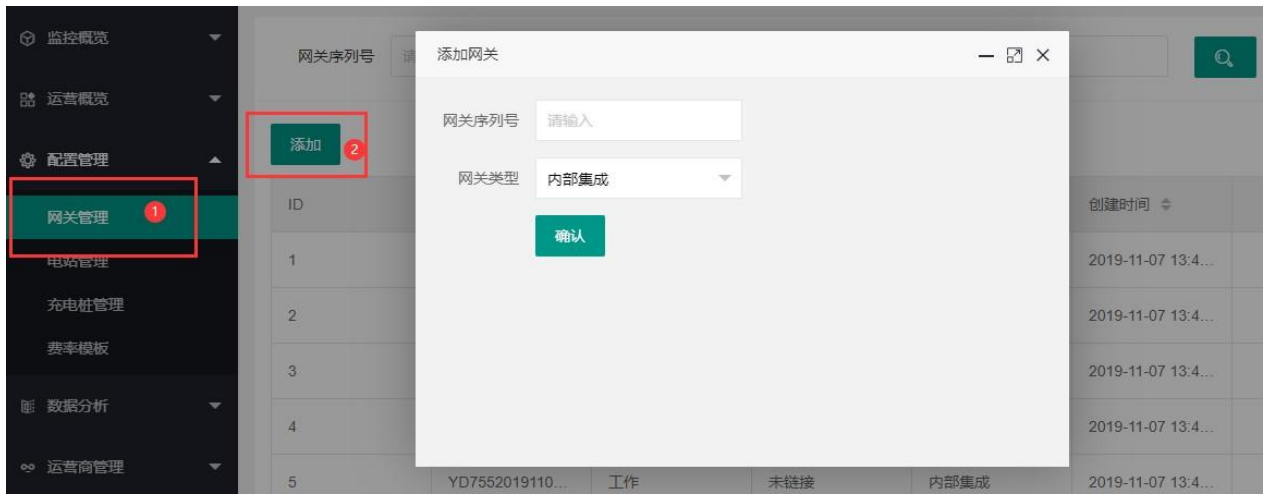 监控概览
运营概览
配置管理
网关管理 1
电站管理
充电桩管理
费率模板
数据分析
运营商管理
网关序列号 请
添加 2
添加网关
网关序列号 请输入
网关类型 内部集成
确认
ID 创建时间
1 2019-11-07 13:4...
2 2019-11-07 13:4...
3 2019-11-07 13:4...
4 2019-11-07 13:4...
5 YD7552019110... 工作 未链接 内部集成 2019-11-07 13:4...